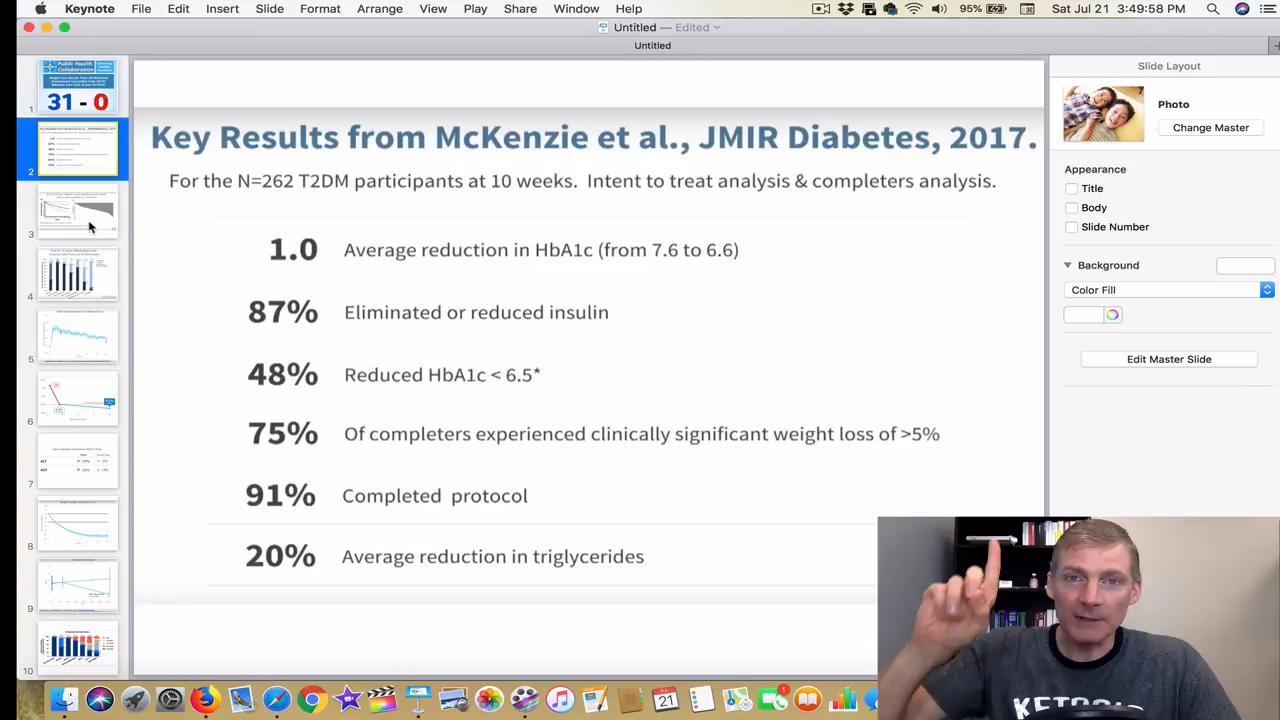 Keynote File Edit Insert Slide Format Arrange View Play Share Window Help 95% Sat Jul 21 3:49:58 PM
Untitled — Edited
Untitled
Slide Layout
Public Health
Collaboration
31 - 0
1
2
3
4
5
6
7
8
9
10
Key Results from McKenzie et al., JMIR Diabetes, 2017.
For the N=262 T2DM participants at 10 weeks. Intent to treat analysis & completers analysis.
1.0 Average reduction in HbA1c (from 7.6 to 6.6)
87% Eliminated or reduced insulin
48% Reduced HbA1c < 6.5*
75% Of completers experienced clinically significant weight loss of >5%
91% Completed protocol
20% Average reduction in triglycerides
Photo
Change Master
Appearance
Title
Body
Slide Number
Background
Color Fill
Edit Master Slide
JUL
21
1